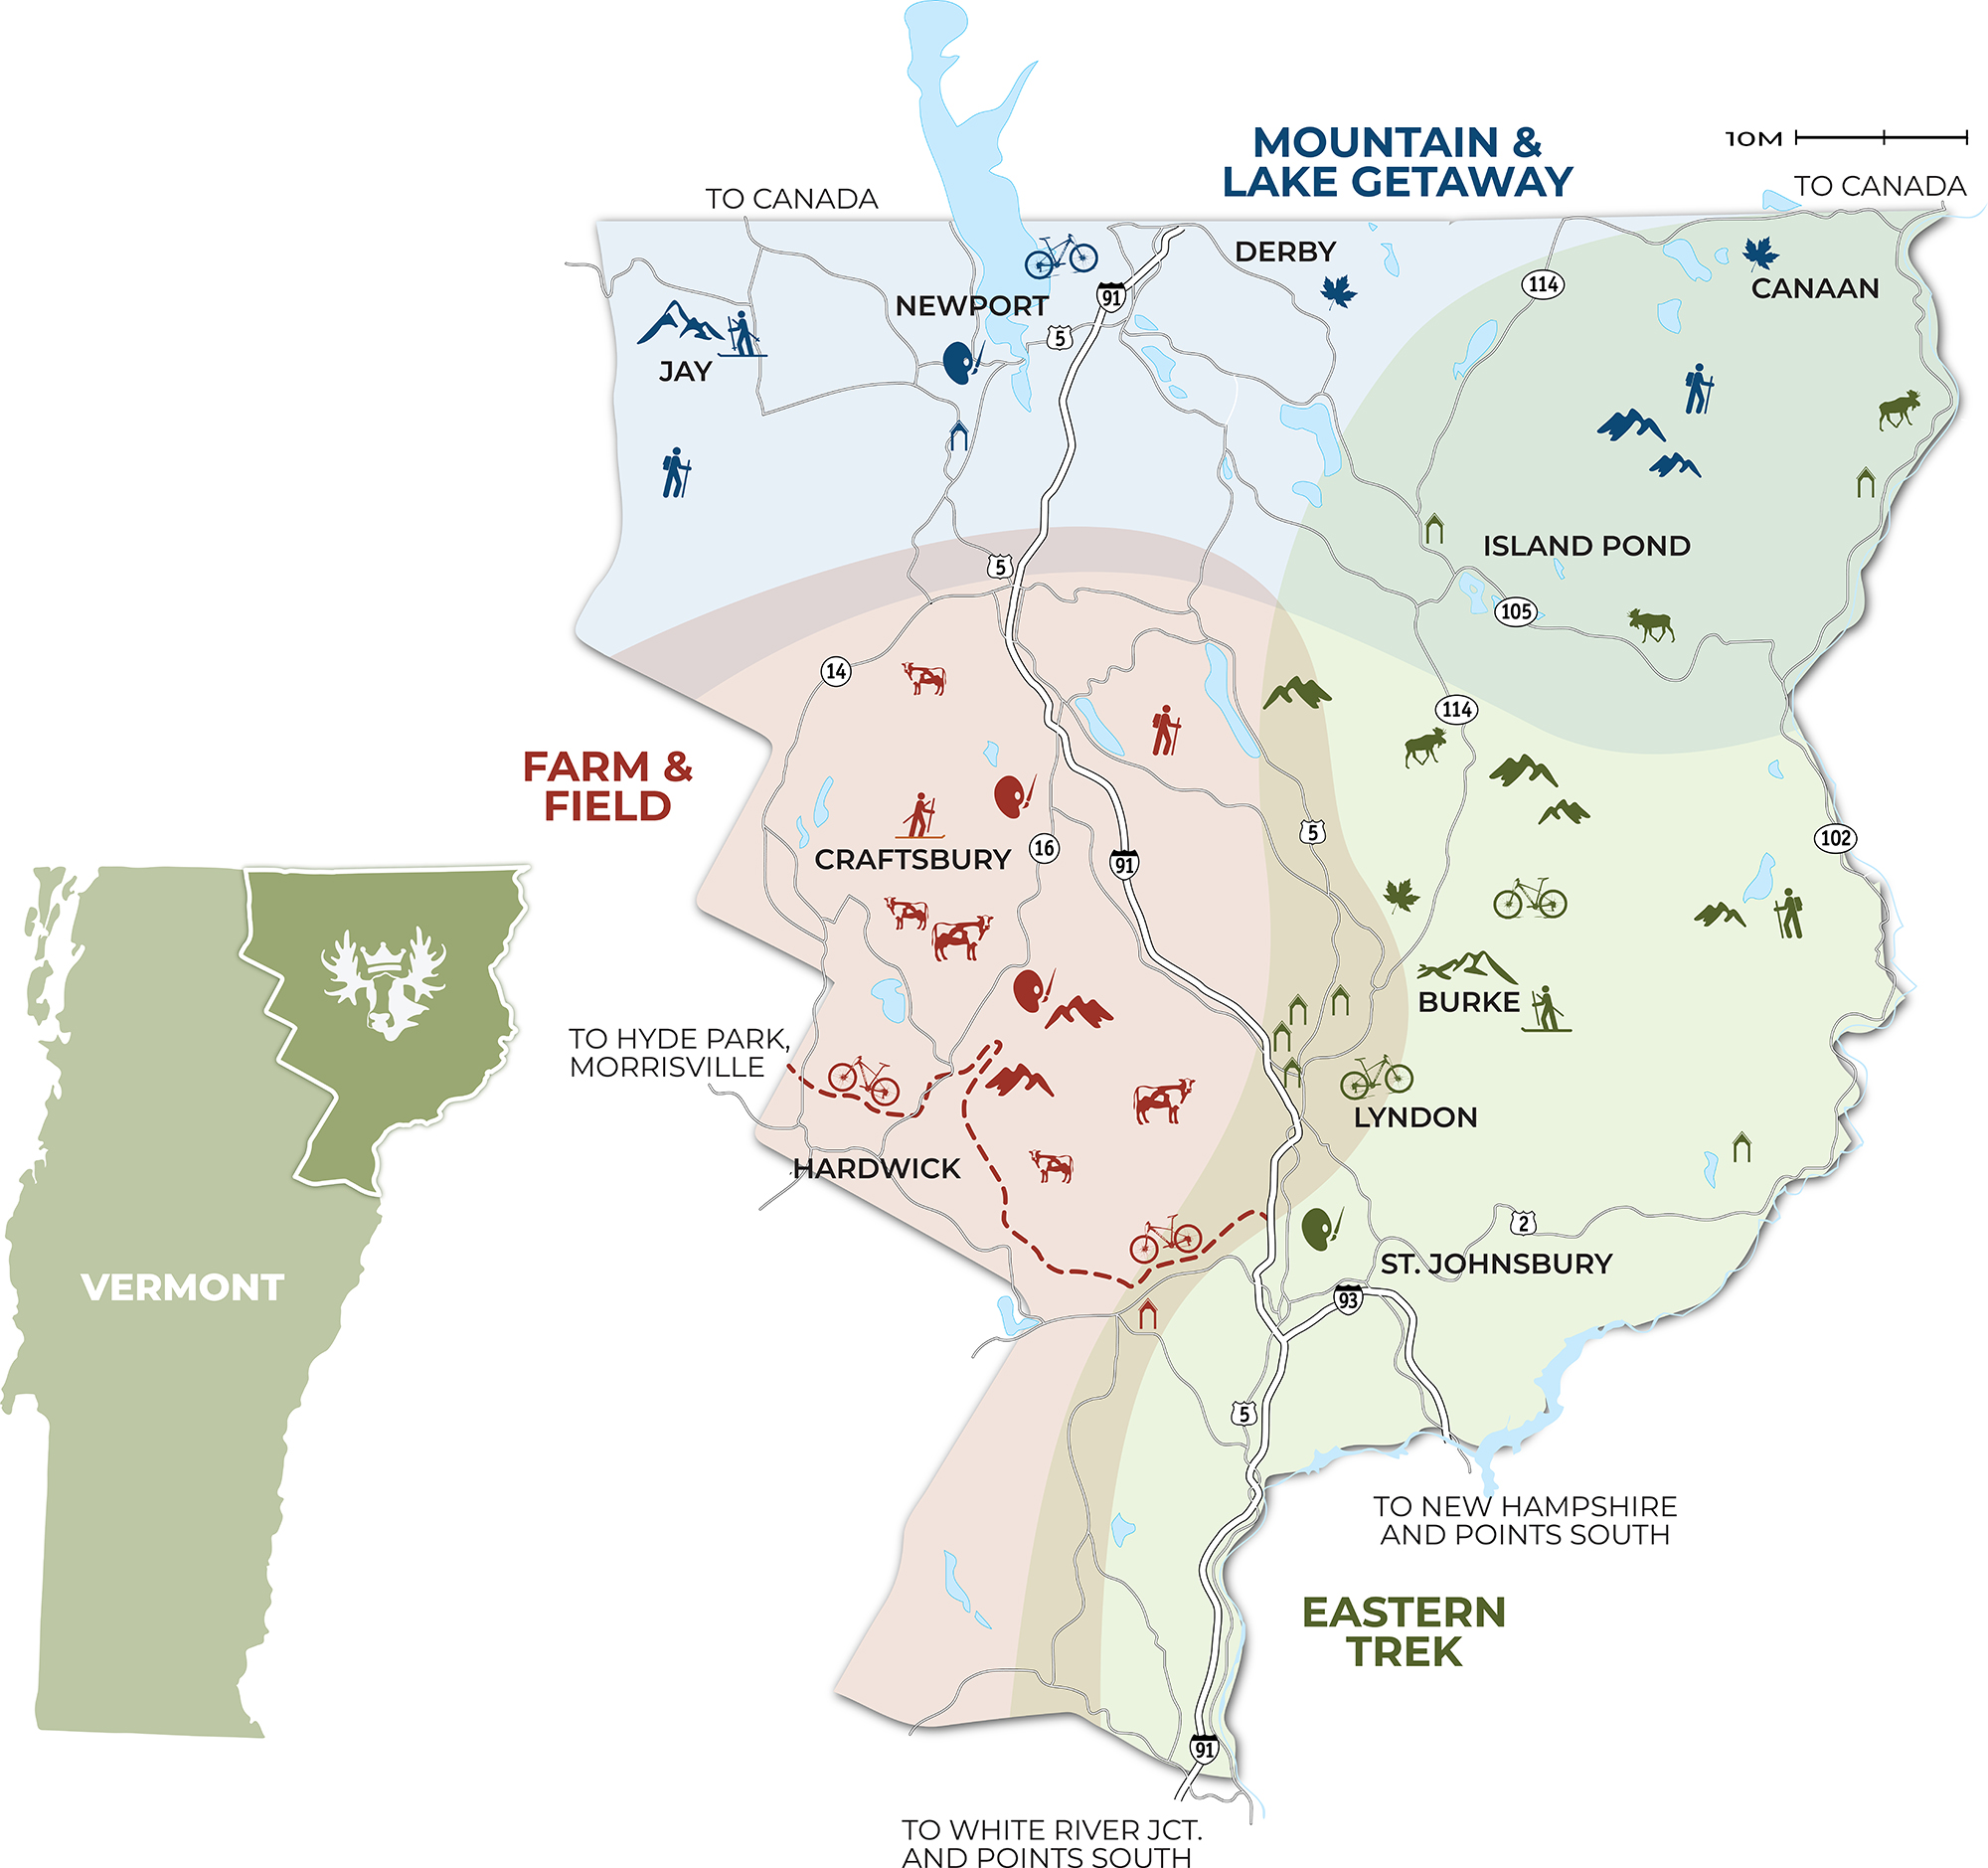 MOUNTAIN &
LAKE GETAWAY
10M
TO CANADA
TO CANADA
DERBY
114
CANAAN
NEWPORT
91
5
JAY
ISLAND POND
5
105
14
114
FARM &
FIELD
5
102
16
CRAFTSBURY
91
BURKE
TO HYDE PARK,
MORRISVILLE
LYNDON
HARDWICK
2
ST. JOHNSBURY
VERMONT
93
5
TO NEW HAMPSHIRE
AND POINTS SOUTH
EASTERN
TREK
91
TO WHITE RIVER JCT.
AND POINTS SOUTH